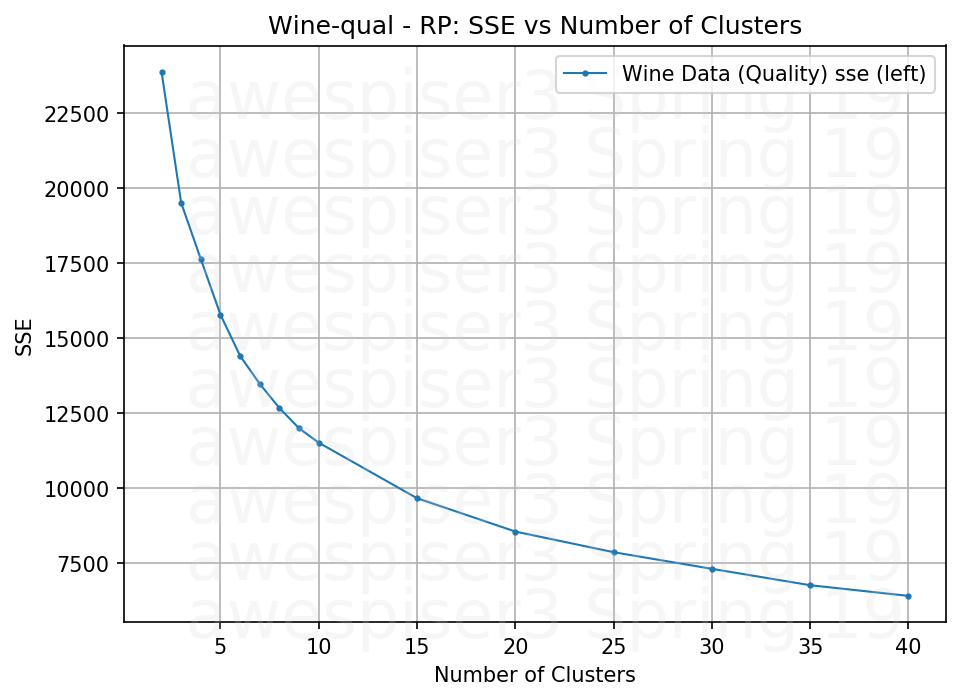 Wine-qual - RP: SSE vs Number of Clusters
Wine Data (Quality) sse (left)
awespiser3 Spring 19
awespiser3 Spring 19
awespiser3 Spring 19
awespiser3 Spring 19
awespiser3 Spring 19
awespiser3 Spring 19
awespiser3 Spring 19
awespiser3 Spring 19
awespiser3 Spring 19
awespiser3 Spring 19
SSE
22500
20000
17500
15000
12500
10000
7500
5 10 15 20 25 30 35 40
Number of Clusters